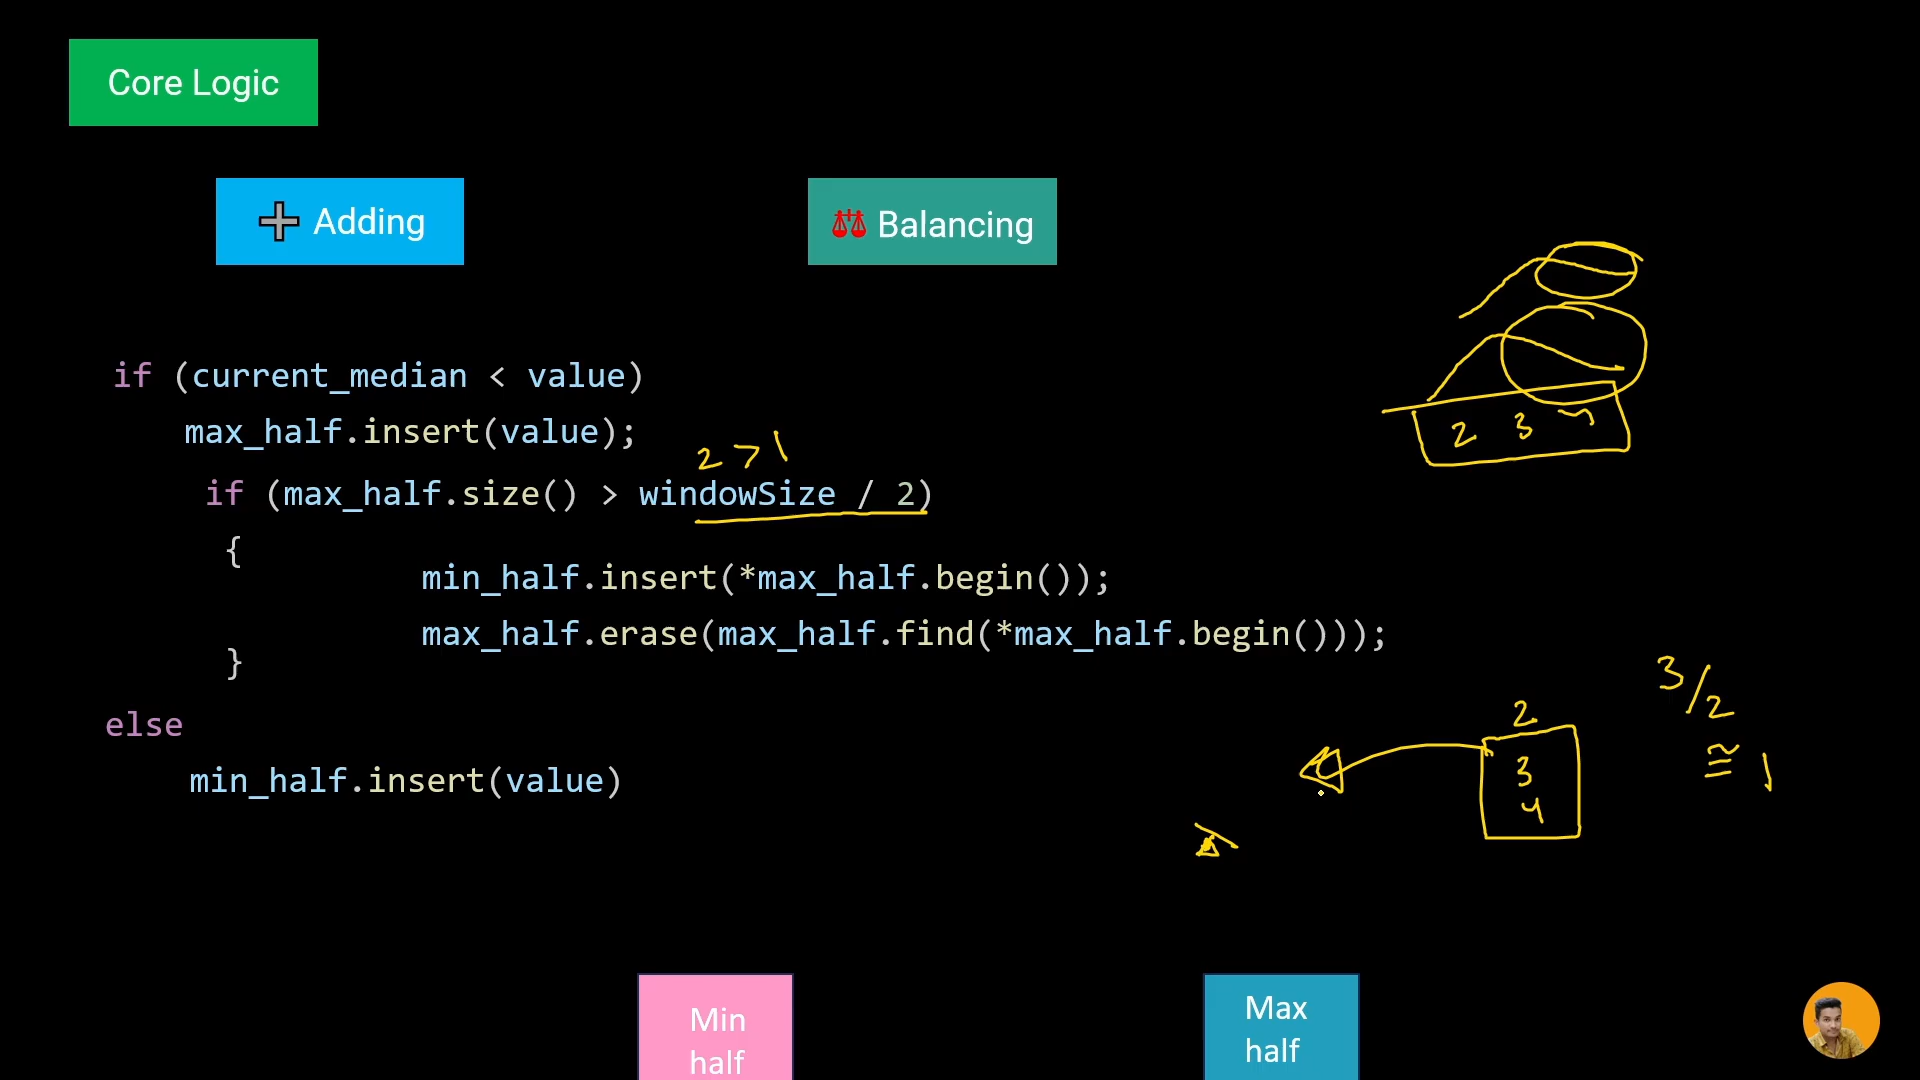 Core Logic
Adding
Balancing
if (current_median < value)
max_half.insert(value);
2 > 1
if (max_half.size() > windowSize / 2)
{
min_half.insert(*max_half.begin());
max_half.erase(max_half.find(*max_half.begin()));
}
else
min_half.insert(value)
2 3
3/2
≅ 1
2
3
4
Min
half
Max
half